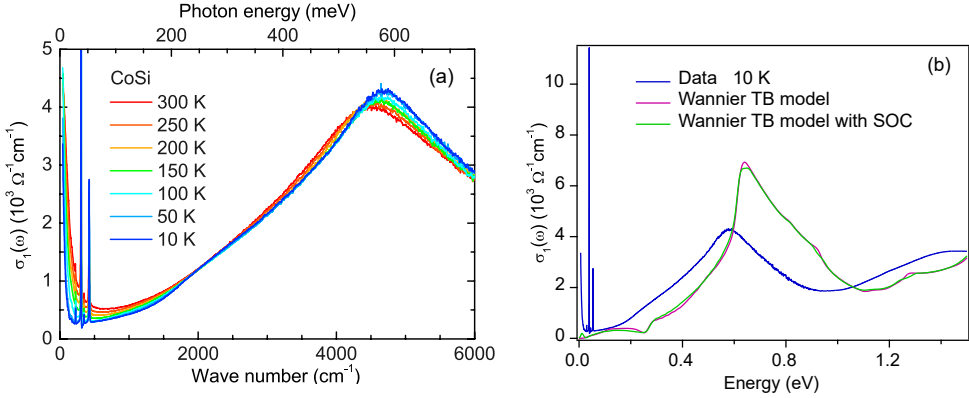 Photon energy (meV)
0 200 400 600
5
4
3
2
1
0
σ₁(ω) (10³ Ω⁻¹cm⁻¹)
CoSi
(a)
300 K
250 K
200 K
150 K
100 K
50 K
10 K
0 2000 4000 6000
Wave number (cm⁻¹)
(b)
Data 10 K
Wannier TB model
Wannier TB model with SOC
10
8
6
4
2
0
σ₁(ω) (10³ Ω⁻¹cm⁻¹)
0.0 0.4 0.8 1.2
Energy (eV)